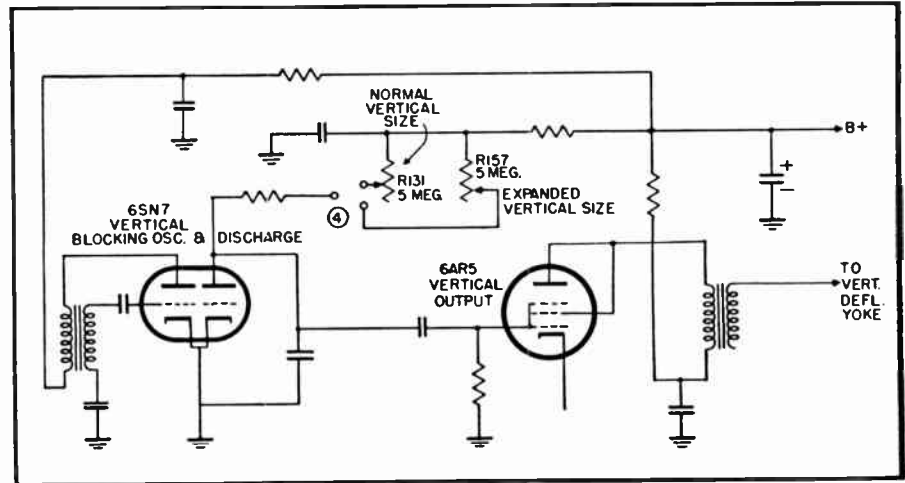 NORMAL
VERTICAL
SIZE
B+
R131
5 MEG.
R157
5 MEG.
EXPANDED
VERTICAL SIZE
+
−
4
6SN7
VERTICAL
BLOCKING OSC. & DISCHARGE
6AR5
VERTICAL
OUTPUT
TO
VERT.
DEFL.
YOKE